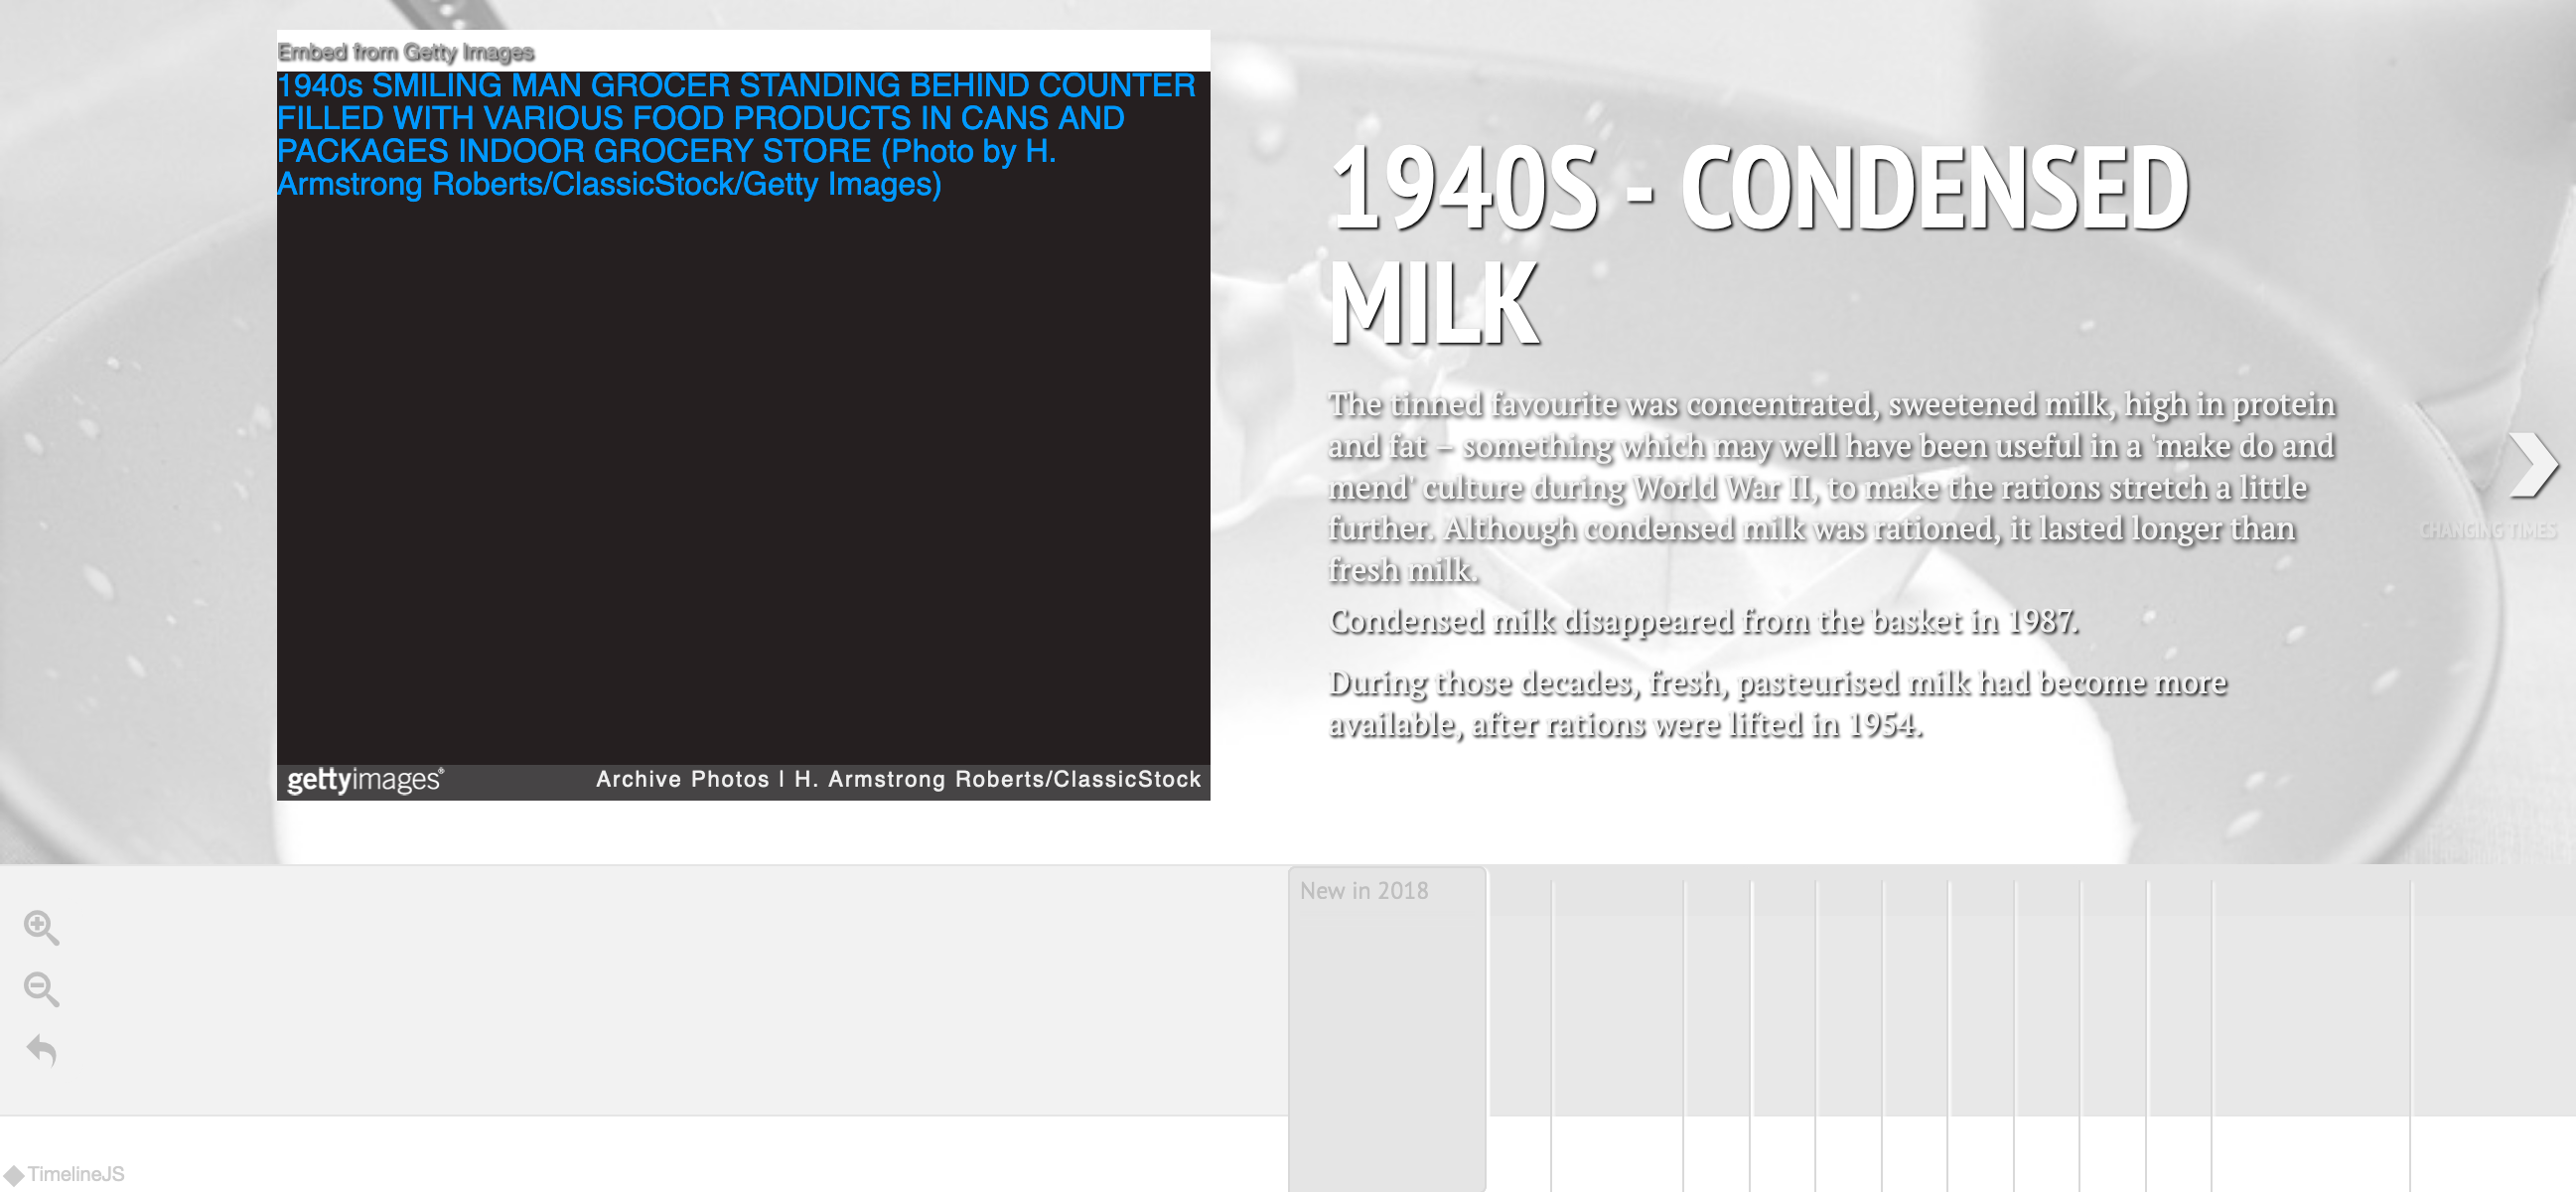 Embed from Getty Images
1940s SMILING MAN GROCER STANDING BEHIND COUNTER
FILLED WITH VARIOUS FOOD PRODUCTS IN CANS AND
PACKAGES INDOOR GROCERY STORE (Photo by H.
Armstrong Roberts/ClassicStock/Getty Images)
gettyimages®
Archive Photos | H. Armstrong Roberts/ClassicStock
1940S - CONDENSED
MILK
The tinned favourite was concentrated, sweetened milk, high in protein
and fat – something which may well have been useful in a 'make do and
mend' culture during World War II, to make the rations stretch a little
further. Although condensed milk was rationed, it lasted longer than
fresh milk.
Condensed milk disappeared from the basket in 1987.
During those decades, fresh, pasteurised milk had become more
available, after rations were lifted in 1954.
CHANGING TIMES
New in 2018
TimelineJS